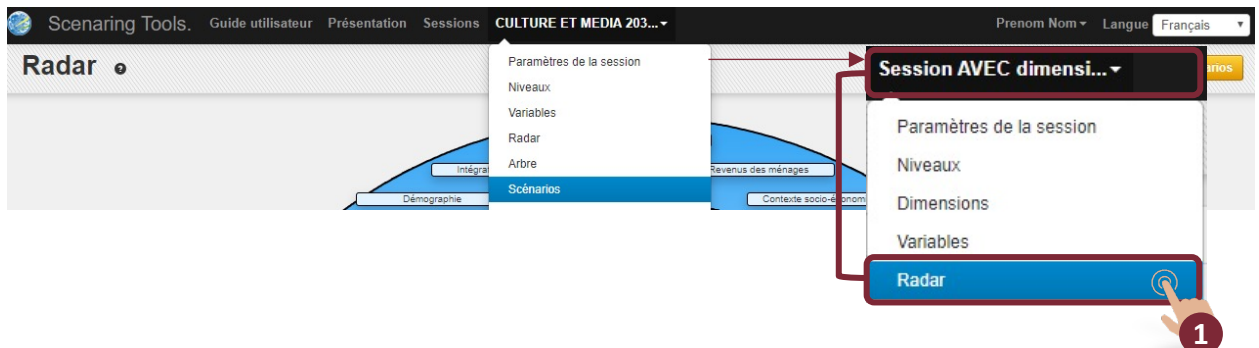 Scenaring Tools. Guide utilisateur Présentation Sessions CULTURE ET MEDIA 203... Prenom Nom Langue Français
Radar
Paramètres de la session
Niveaux
Variables
Radar
Arbre
Scénarios
Intégrat
Revenus des ménages
Démographie
Contexte socio-économ
arios
Session AVEC dimensi...
Paramètres de la session
Niveaux
Dimensions
Variables
Radar
1